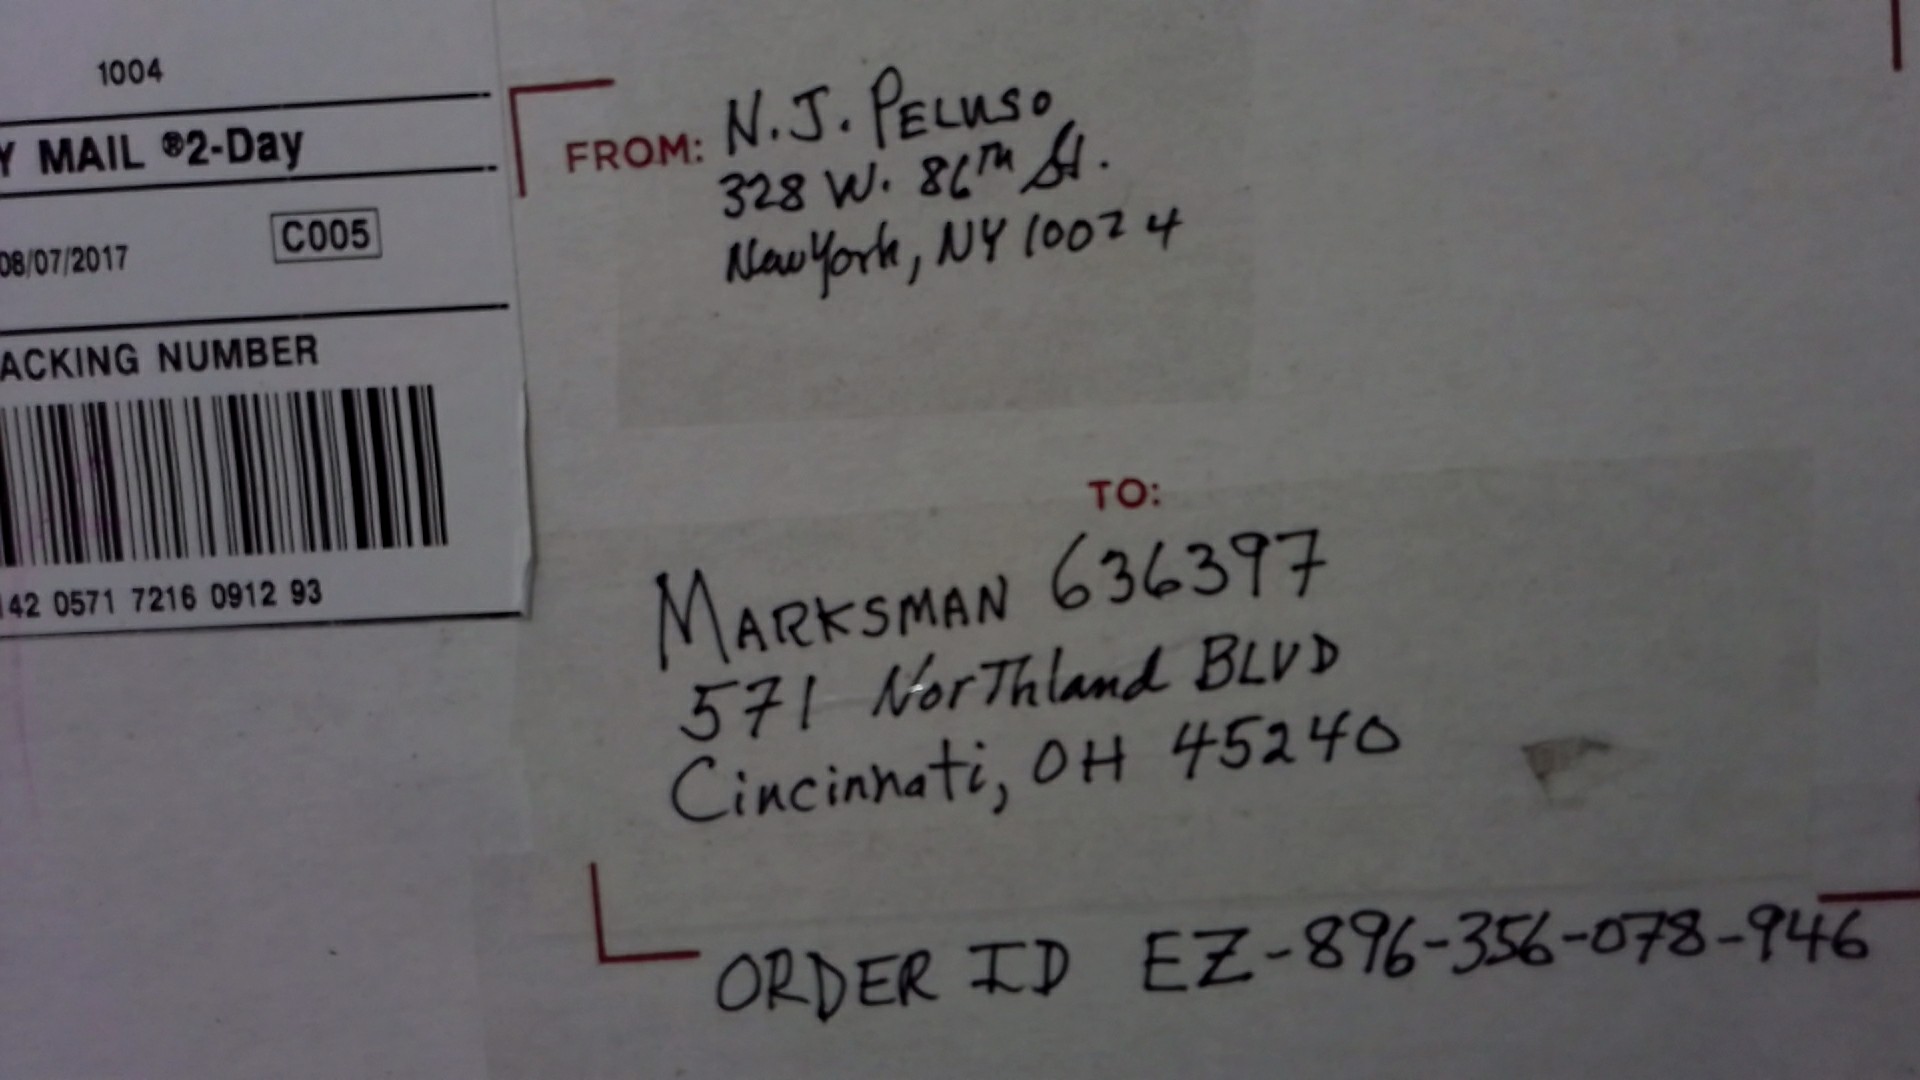 1004
Y MAIL ®2-Day
08/07/2017
C005
ACKING NUMBER
42 0571 7216 0912 93
FROM:
N.J. PELUSO
328 W. 86TH St.
New York, NY 10024
TO:
MARKSMAN 636397
571 Northland BLVD
Cincinnati, OH 45240
ORDER ID EZ-896-356-078-946